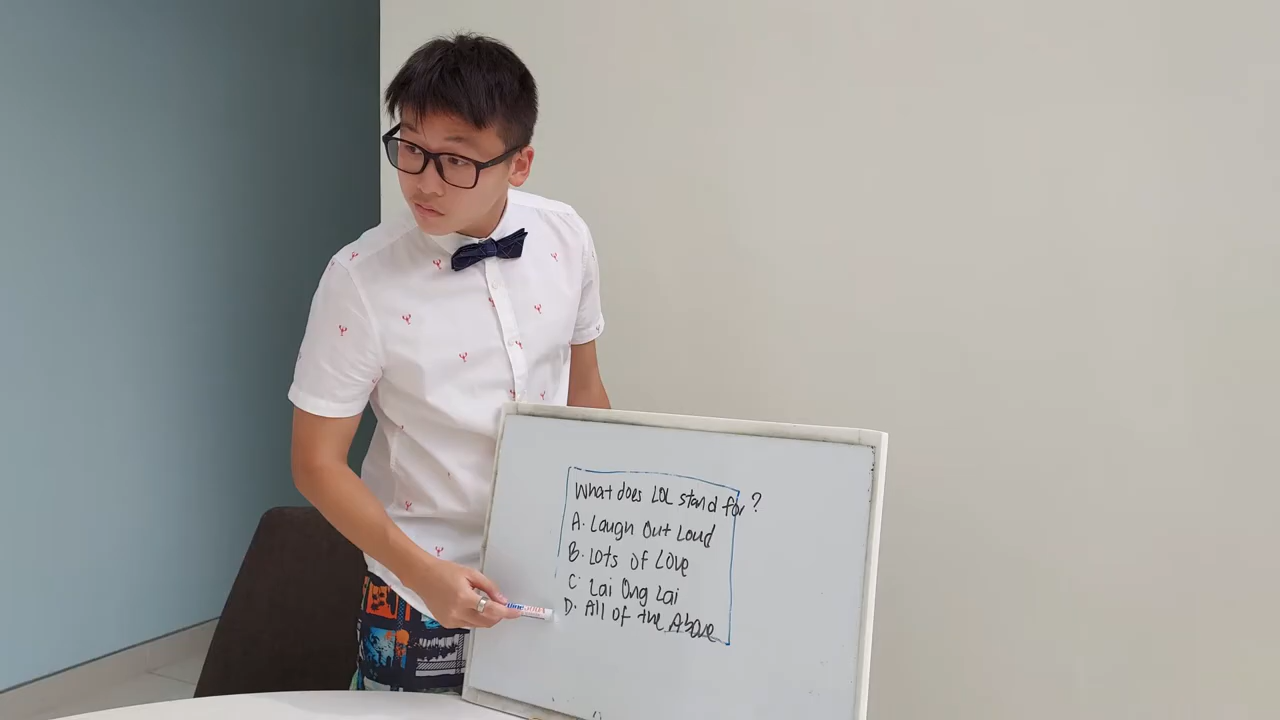 What does LOL stand for?
A. Laugh Out Loud
B. Lots of Love
C. Lai Ong Lai
D. All of the Above